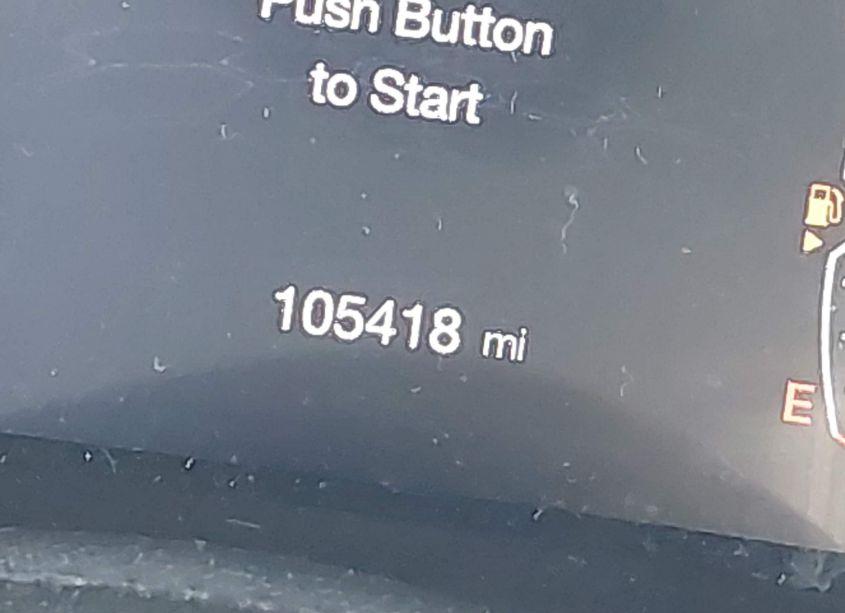 Push Button
to Start
105418 mi
E